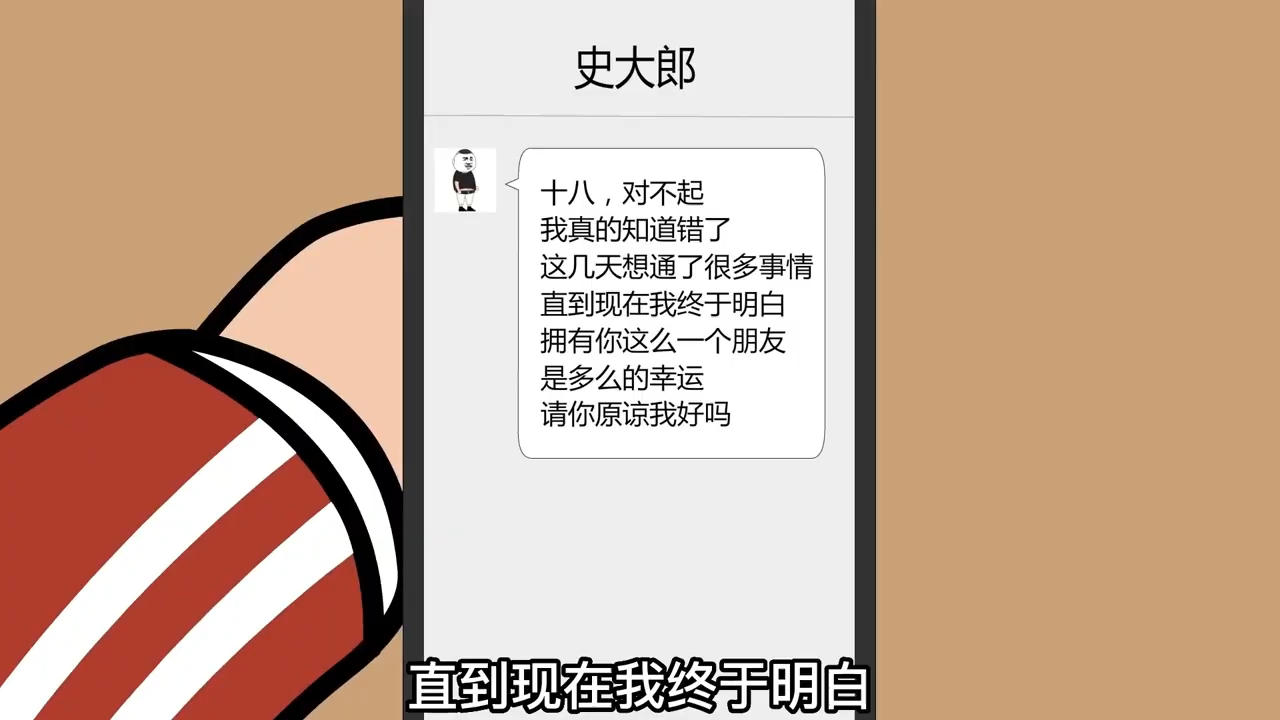 史大郎
十八，对不起
我真的知道错了
这几天想通了很多事情
直到现在我终于明白
拥有你这么一个朋友
是多么的幸运
请你原谅我好吗
直到现在我终于明白